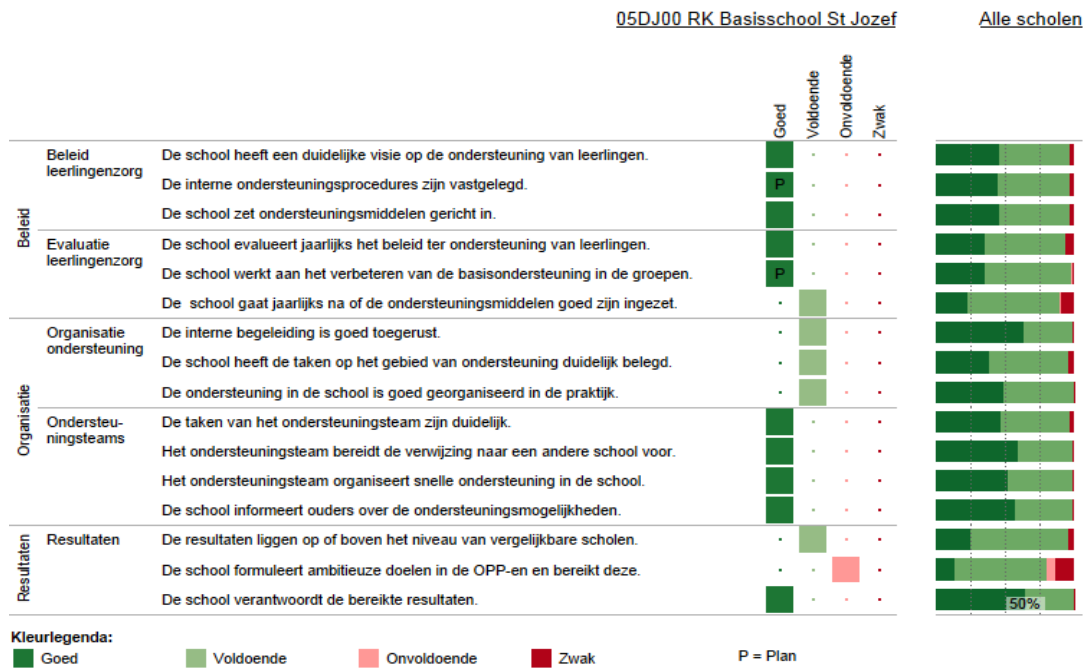 05DJ00 RK Basisschool St Jozef Alle scholen
Goed Voldoende Onvoldoende Zwak
Beleid
Beleid leerlingenzorg
De school heeft een duidelijke visie op de ondersteuning van leerlingen.
De interne ondersteuningsprocedures zijn vastgelegd. P
De school zet ondersteuningsmiddelen gericht in.
Evaluatie leerlingenzorg
De school evalueert jaarlijks het beleid ter ondersteuning van leerlingen.
De school werkt aan het verbeteren van de basisondersteuning in de groepen. P
De school gaat jaarlijks na of de ondersteuningsmiddelen goed zijn ingezet.
Organisatie
Organisatie ondersteuning
De interne begeleiding is goed toegerust.
De school heeft de taken op het gebied van ondersteuning duidelijk belegd.
De ondersteuning in de school is goed georganiseerd in de praktijk.
Ondersteu-
ningsteams
De taken van het ondersteuningsteam zijn duidelijk.
Het ondersteuningsteam bereidt de verwijzing naar een andere school voor.
Het ondersteuningsteam organiseert snelle ondersteuning in de school.
De school informeert ouders over de ondersteuningsmogelijkheden.
Resultaten
Resultaten
De resultaten liggen op of boven het niveau van vergelijkbare scholen.
De school formuleert ambitieuze doelen in de OPP-en en bereikt deze.
De school verantwoordt de bereikte resultaten.
50%
Kleurlegenda:
Goed Voldoende Onvoldoende Zwak P = Plan